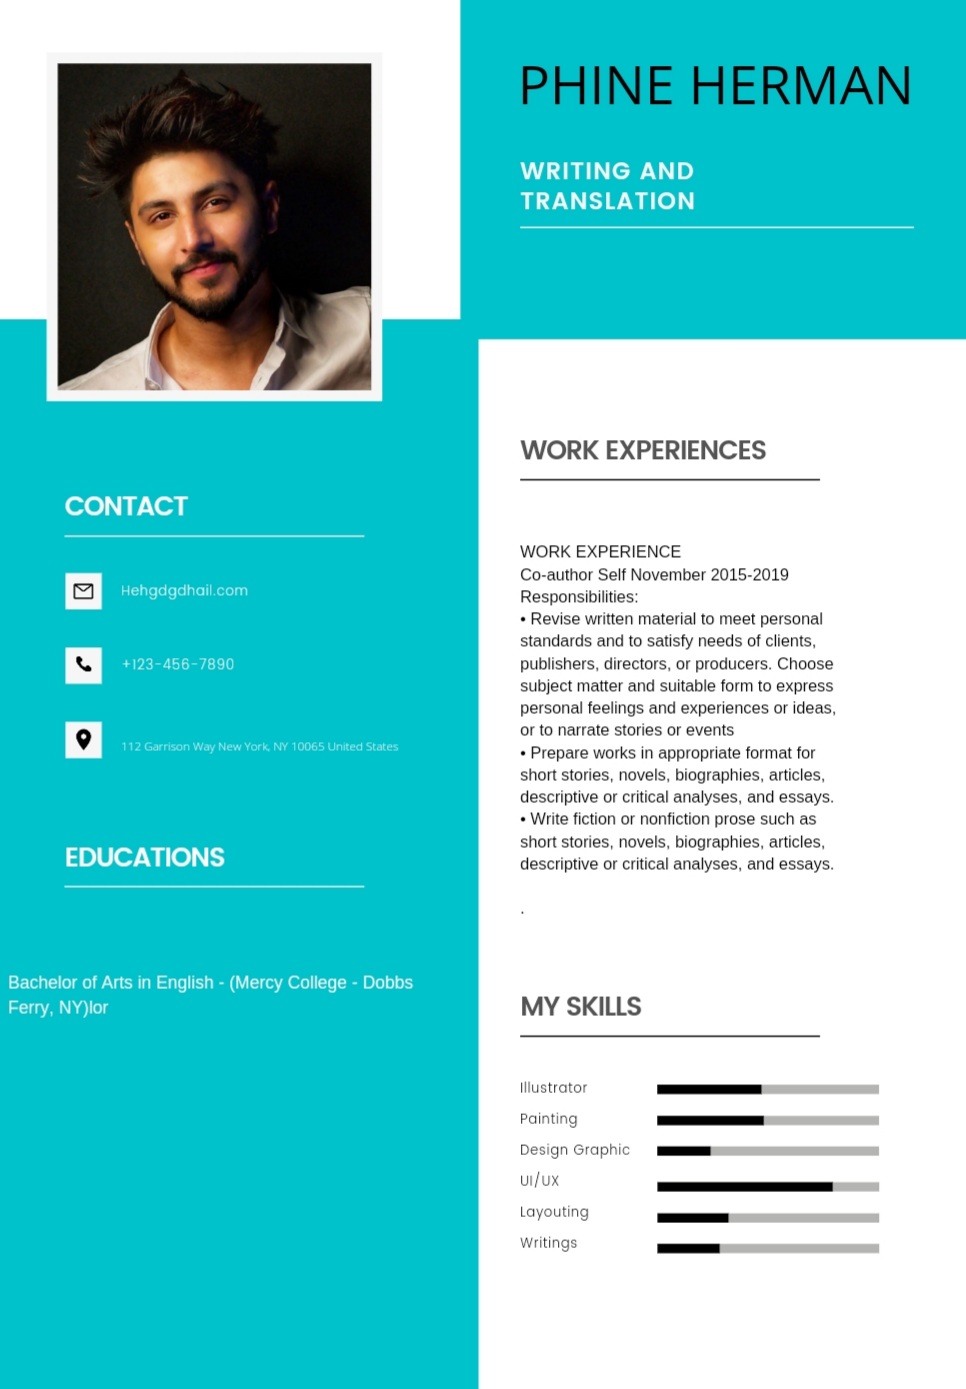 PHINE HERMAN
WRITING AND
TRANSLATION
CONTACT
Hehgdgdhail.com
+123-456-7890
112 Garrison Way New York, NY 10065 United States
EDUCATIONS
Bachelor of Arts in English - (Mercy College - Dobbs
Ferry, NY)lor
WORK EXPERIENCES
WORK EXPERIENCE
Co-author Self November 2015-2019
Responsibilities:
• Revise written material to meet personal
standards and to satisfy needs of clients,
publishers, directors, or producers. Choose
subject matter and suitable form to express
personal feelings and experiences or ideas,
or to narrate stories or events
• Prepare works in appropriate format for
short stories, novels, biographies, articles,
descriptive or critical analyses, and essays.
• Write fiction or nonfiction prose such as
short stories, novels, biographies, articles,
descriptive or critical analyses, and essays.
.
MY SKILLS
Illustrator
Painting
Design Graphic
UI/UX
Layouting
Writings